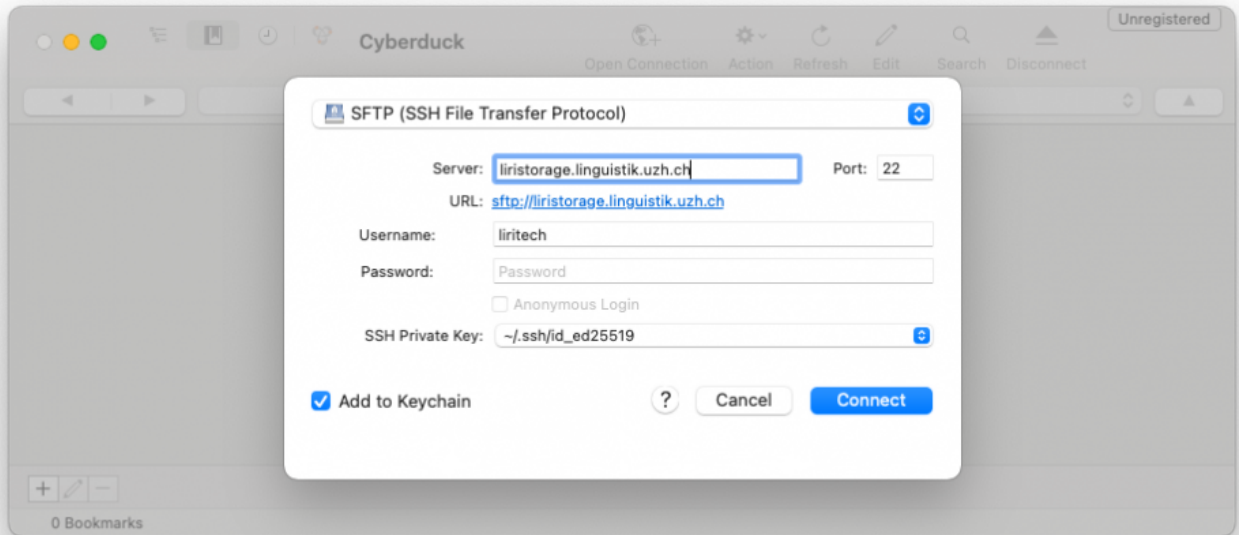 Unregistered
Cyberduck
Open Connection Action Refresh Edit Search Disconnect
SFTP (SSH File Transfer Protocol)
Server: liristorage.linguistik.uzh.ch Port: 22
URL: sftp://liristorage.linguistik.uzh.ch
Username: liritech
Password: Password
Anonymous Login
SSH Private Key: ~/.ssh/id_ed25519
Add to Keychain ? Cancel Connect
0 Bookmarks